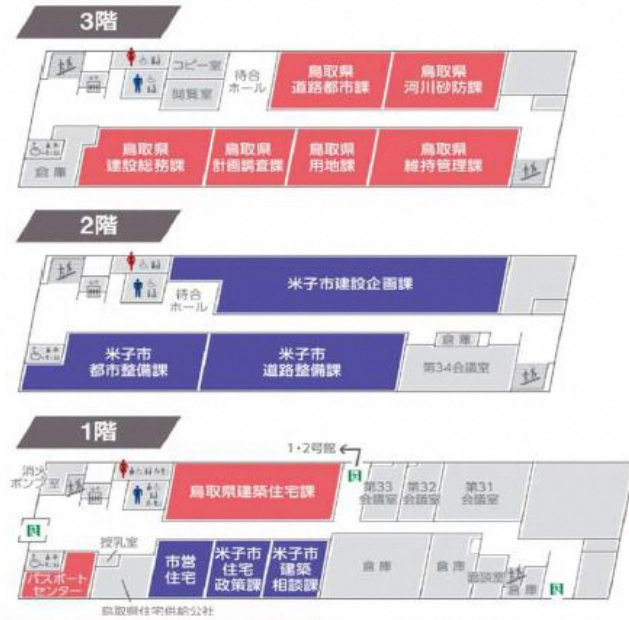 3階
コピー室
閲覧室
待合
ホール
鳥取県
道路都市課
鳥取県
河川砂防課
倉庫
鳥取県
建設総務課
鳥取県
計画調査課
鳥取県
用地課
鳥取県
維持管理課
2階
待合
ホール
米子市建設企画課
米子市
都市整備課
米子市
道路整備課
倉庫
第34会議室
1階
1・2号館
消火
ポンプ室
鳥取県建築住宅課
第33
会議室
第32
会議室
第31
会議室
パスポート
センター
授乳室
市営
住宅
米子市
住宅
政策課
米子市
建築
相談課
倉庫
倉庫
面談室
倉庫
鳥取県住宅供給公社